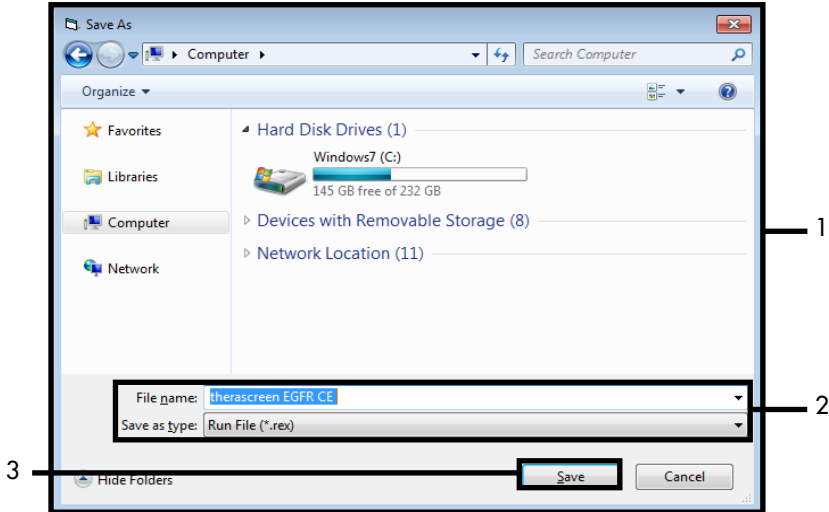 Save As
Computer
Search Computer
Organize
Favorites
Hard Disk Drives (1)
Windows7 (C:)
145 GB free of 232 GB
Libraries
Computer
Devices with Removable Storage (8)
Network Location (11)
Network
1
File name: therascreen EGFR CE
Save as type: Run File (*.rex)
2
3
Hide Folders
Save
Cancel